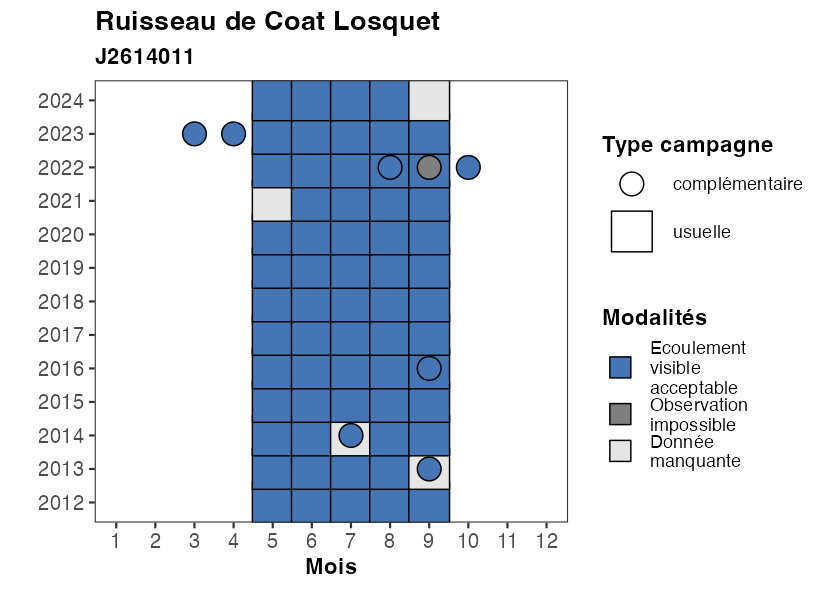 Ruisseau de Coat Losquet
J2614011
2024
2023
2022
2021
2020
2019
2018
2017
2016
2015
2014
2013
2012
1 2 3 4 5 6 7 8 9 10 11 12
Mois
Type campagne
complémentaire
usuelle
Modalités
Ecoulement
visible
acceptable
Observation
impossible
Donnée
manquante